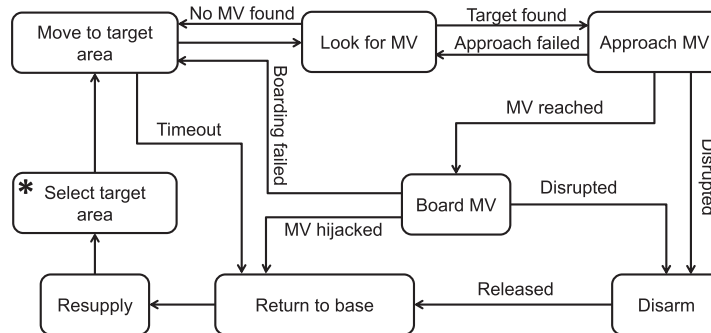 No MV found
Target found
Move to target
area
Look for MV
Approach failed
Approach MV
Boarding failed
MV reached
Timeout
Disrupted
* Select target
area
Board MV
Disrupted
MV hijacked
Resupply
Return to base
Released
Disarm